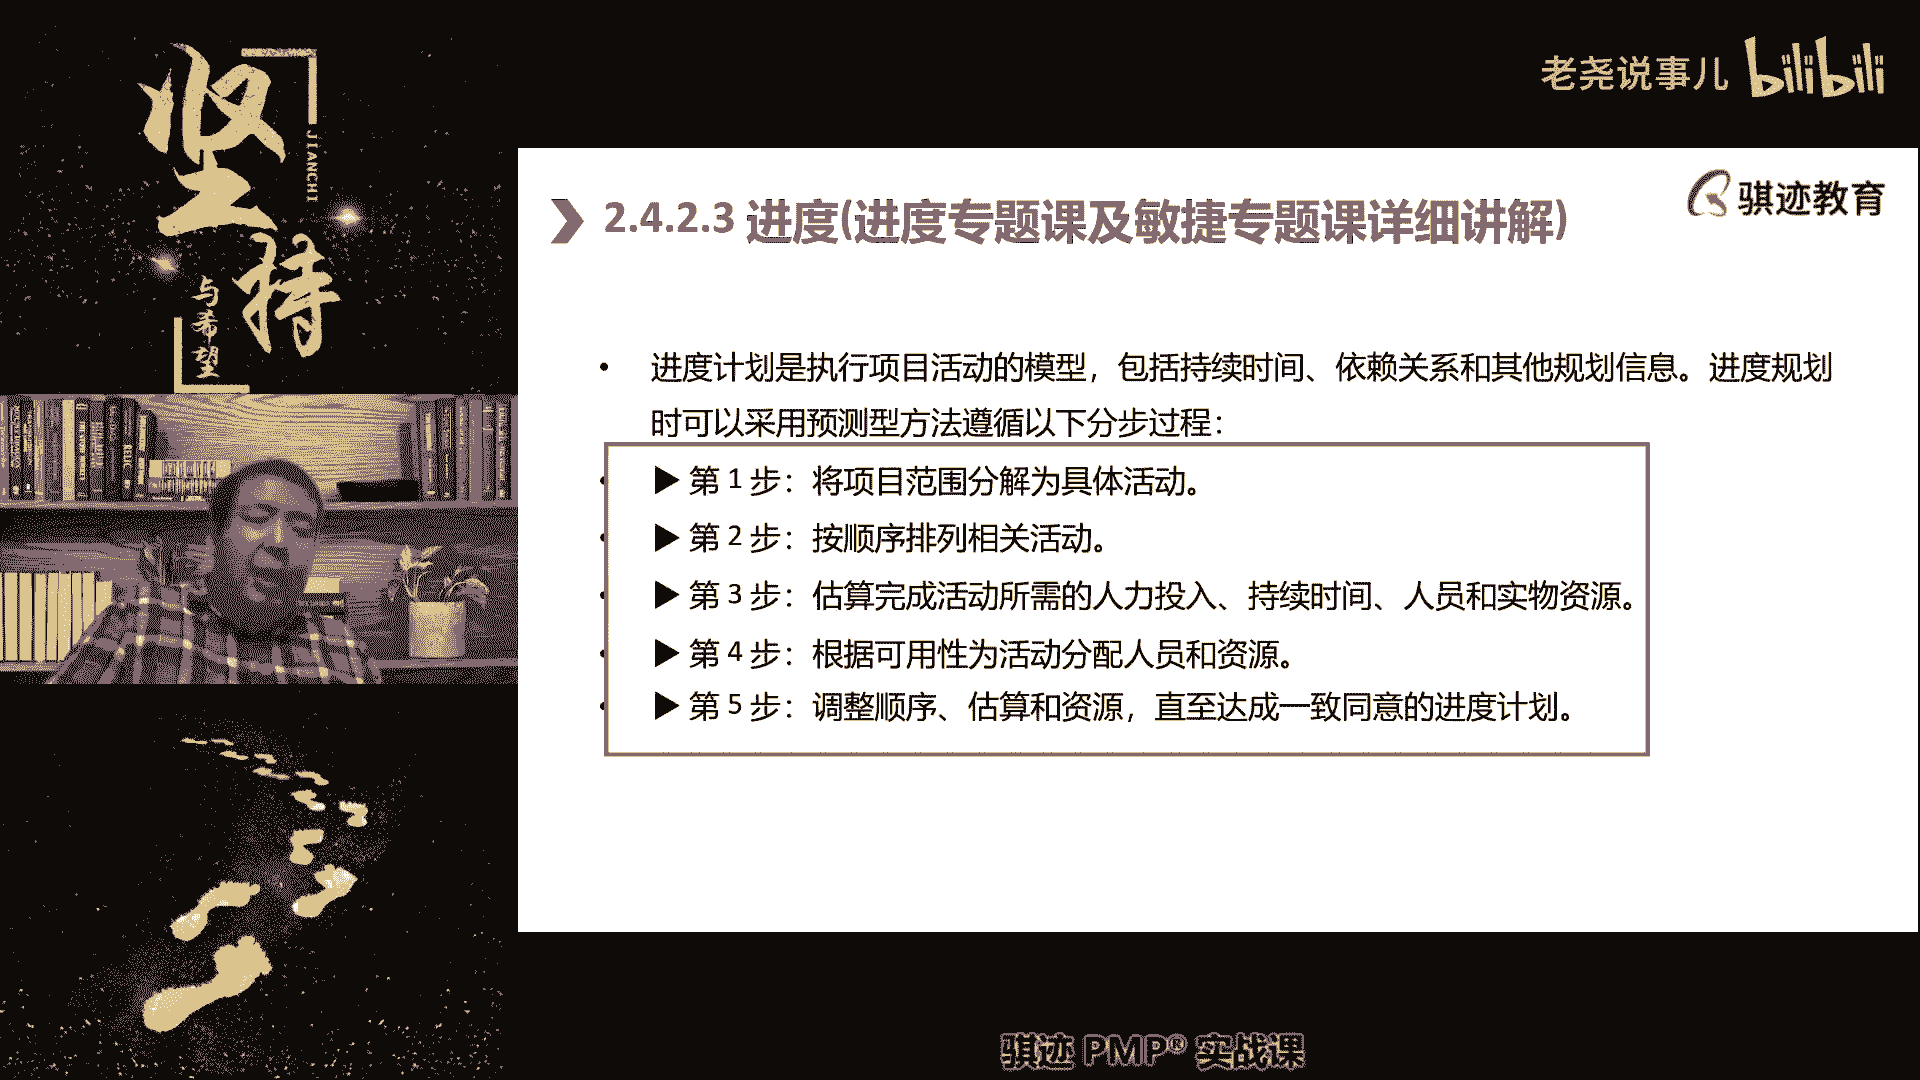 坚持
JIANCHI
与希望
老尧说事儿 bilibili
骐迹教育
2.4.2.3 进度(进度专题课及敏捷专题课详细讲解)
• 进度计划是执行项目活动的模型，包括持续时间、依赖关系和其他规划信息。进度规划
时可以采用预测型方法遵循以下分步过程：
▶ 第 1 步：将项目范围分解为具体活动。
▶ 第 2 步：按顺序排列相关活动。
▶ 第 3 步：估算完成活动所需的人力投入、持续时间、人员和实物资源。
▶ 第 4 步：根据可用性为活动分配人员和资源。
▶ 第 5 步：调整顺序、估算和资源，直至达成一致同意的进度计划。
骐迹 PMP® 实战课